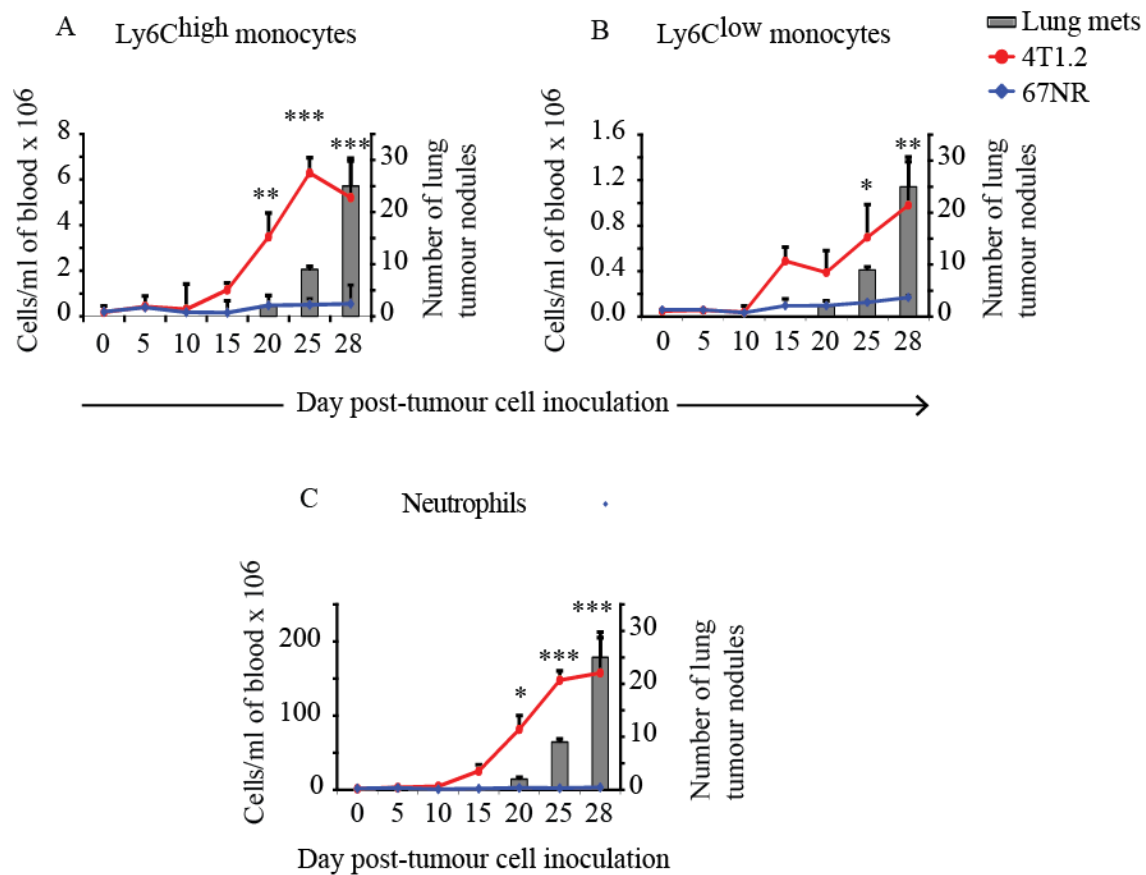 A Ly6Chigh monocytes
B Ly6Clow monocytes
Lung mets
4T1.2
67NR
Cells/ml of blood x 106
8
6
4
2
0
***
**
***
30
20
10
0
Number of lung
tumour nodules
0 5 10 15 20 25 28
Cells/ml of blood x 106
1.6
1.2
0.8
0.4
0.0
*
**
30
20
10
0
Number of lung
tumour nodules
0 5 10 15 20 25 28
Day post-tumour cell inoculation
C Neutrophils
Cells/ml of blood x 106
200
100
0
*
***
***
30
20
10
0
Number of lung
tumour nodules
0 5 10 15 20 25 28
Day post-tumour cell inoculation